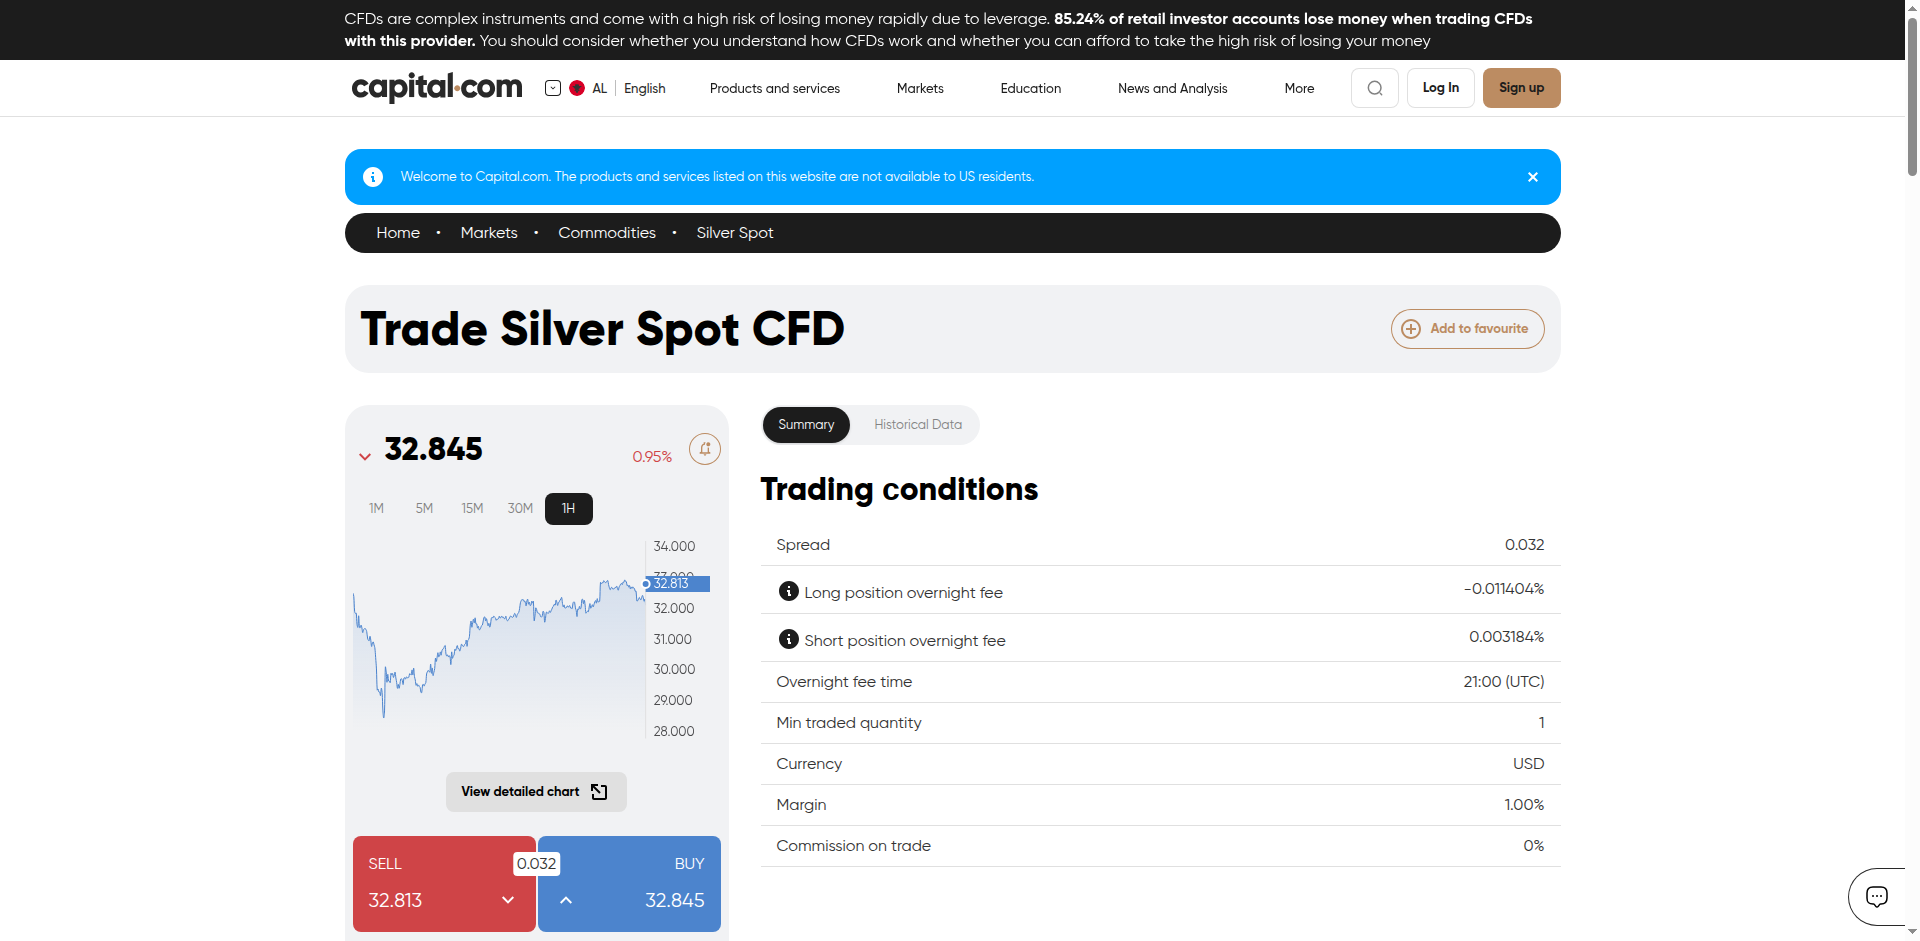 CFDs are complex instruments and come with a high risk of losing money rapidly due to leverage. 85.24% of retail investor accounts lose money when trading CFDs
with this provider. You should consider whether you understand how CFDs work and whether you can afford to take the high risk of losing your money
capital.com
AL English
Products and services
Markets
Education
News and Analysis
More
Log In
Sign up
Welcome to Capital.com. The products and services listed on this website are not available to US residents.
Home • Markets • Commodities • Silver Spot
Trade Silver Spot CFD
Add to favourite
32.845
0.95%
1M 5M 15M 30M 1H
34.000
33.000
32.813
32.000
31.000
30.000
29.000
28.000
View detailed chart
SELL
0.032
BUY
32.813
32.845
Summary
Historical Data
Trading conditions
Spread 0.032
Long position overnight fee -0.011404%
Short position overnight fee 0.003184%
Overnight fee time 21:00 (UTC)
Min traded quantity 1
Currency USD
Margin 1.00%
Commission on trade 0%